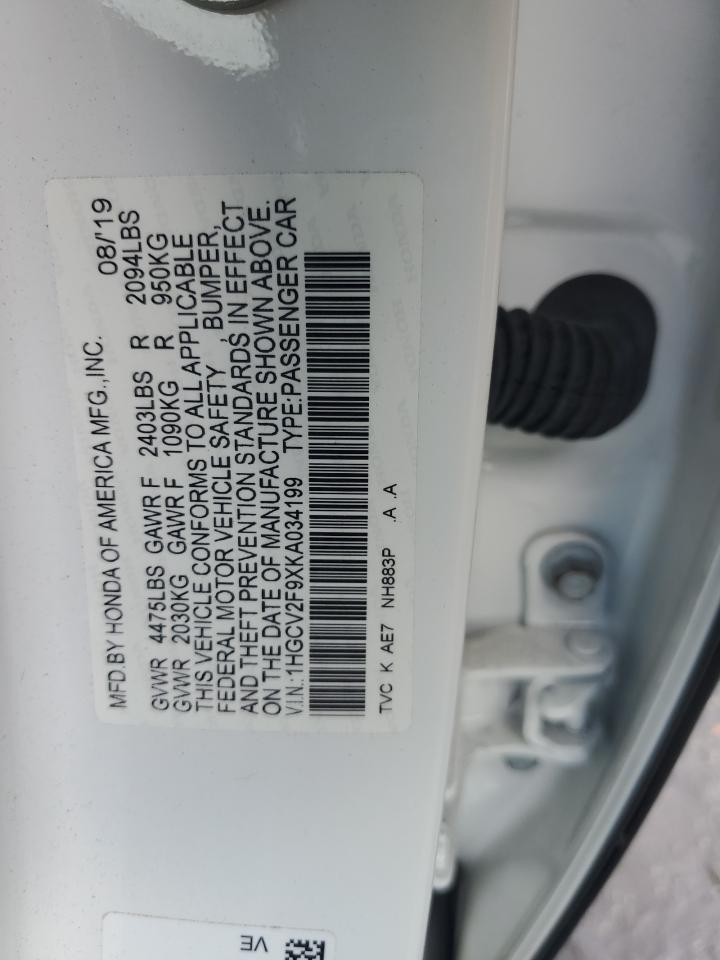 MFD.BY HONDA OF AMERICA MFG.,INC. 08/19
GVWR 4475LBS GAWR F 2403LBS R 2094LBS
GVWR 2030KG GAWR F 1090KG R 950KG
THIS VEHICLE CONFORMS TO ALL APPLICABLE
FEDERAL MOTOR VEHICLE SAFETY , BUMPER,
AND THEFT PREVENTION STANDARDS IN EFFECT
ON THE DATE OF MANUFACTURE SHOWN ABOVE.
V.I.N.:1HGCV2F9XKA034199 TYPE:PASSENGER CAR
TVC K AE7 NH883P .A .A
VE